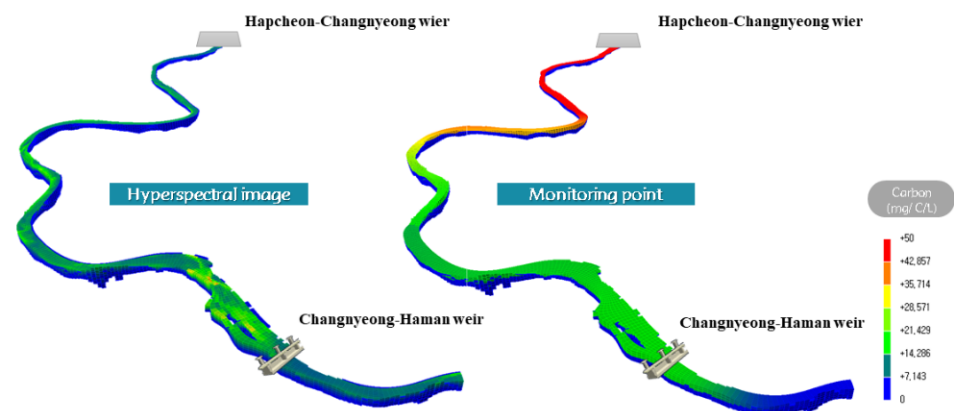 Hapcheon-Changnyeong wier
Hapcheon-Changnyeong wier
Hyperspectral image
Monitoring point
Carbon
(mg/ C/L)
+50
+42,857
+35,714
+28,571
+21,429
+14,286
+7,143
0
Changnyeong-Haman weir
Changnyeong-Haman weir